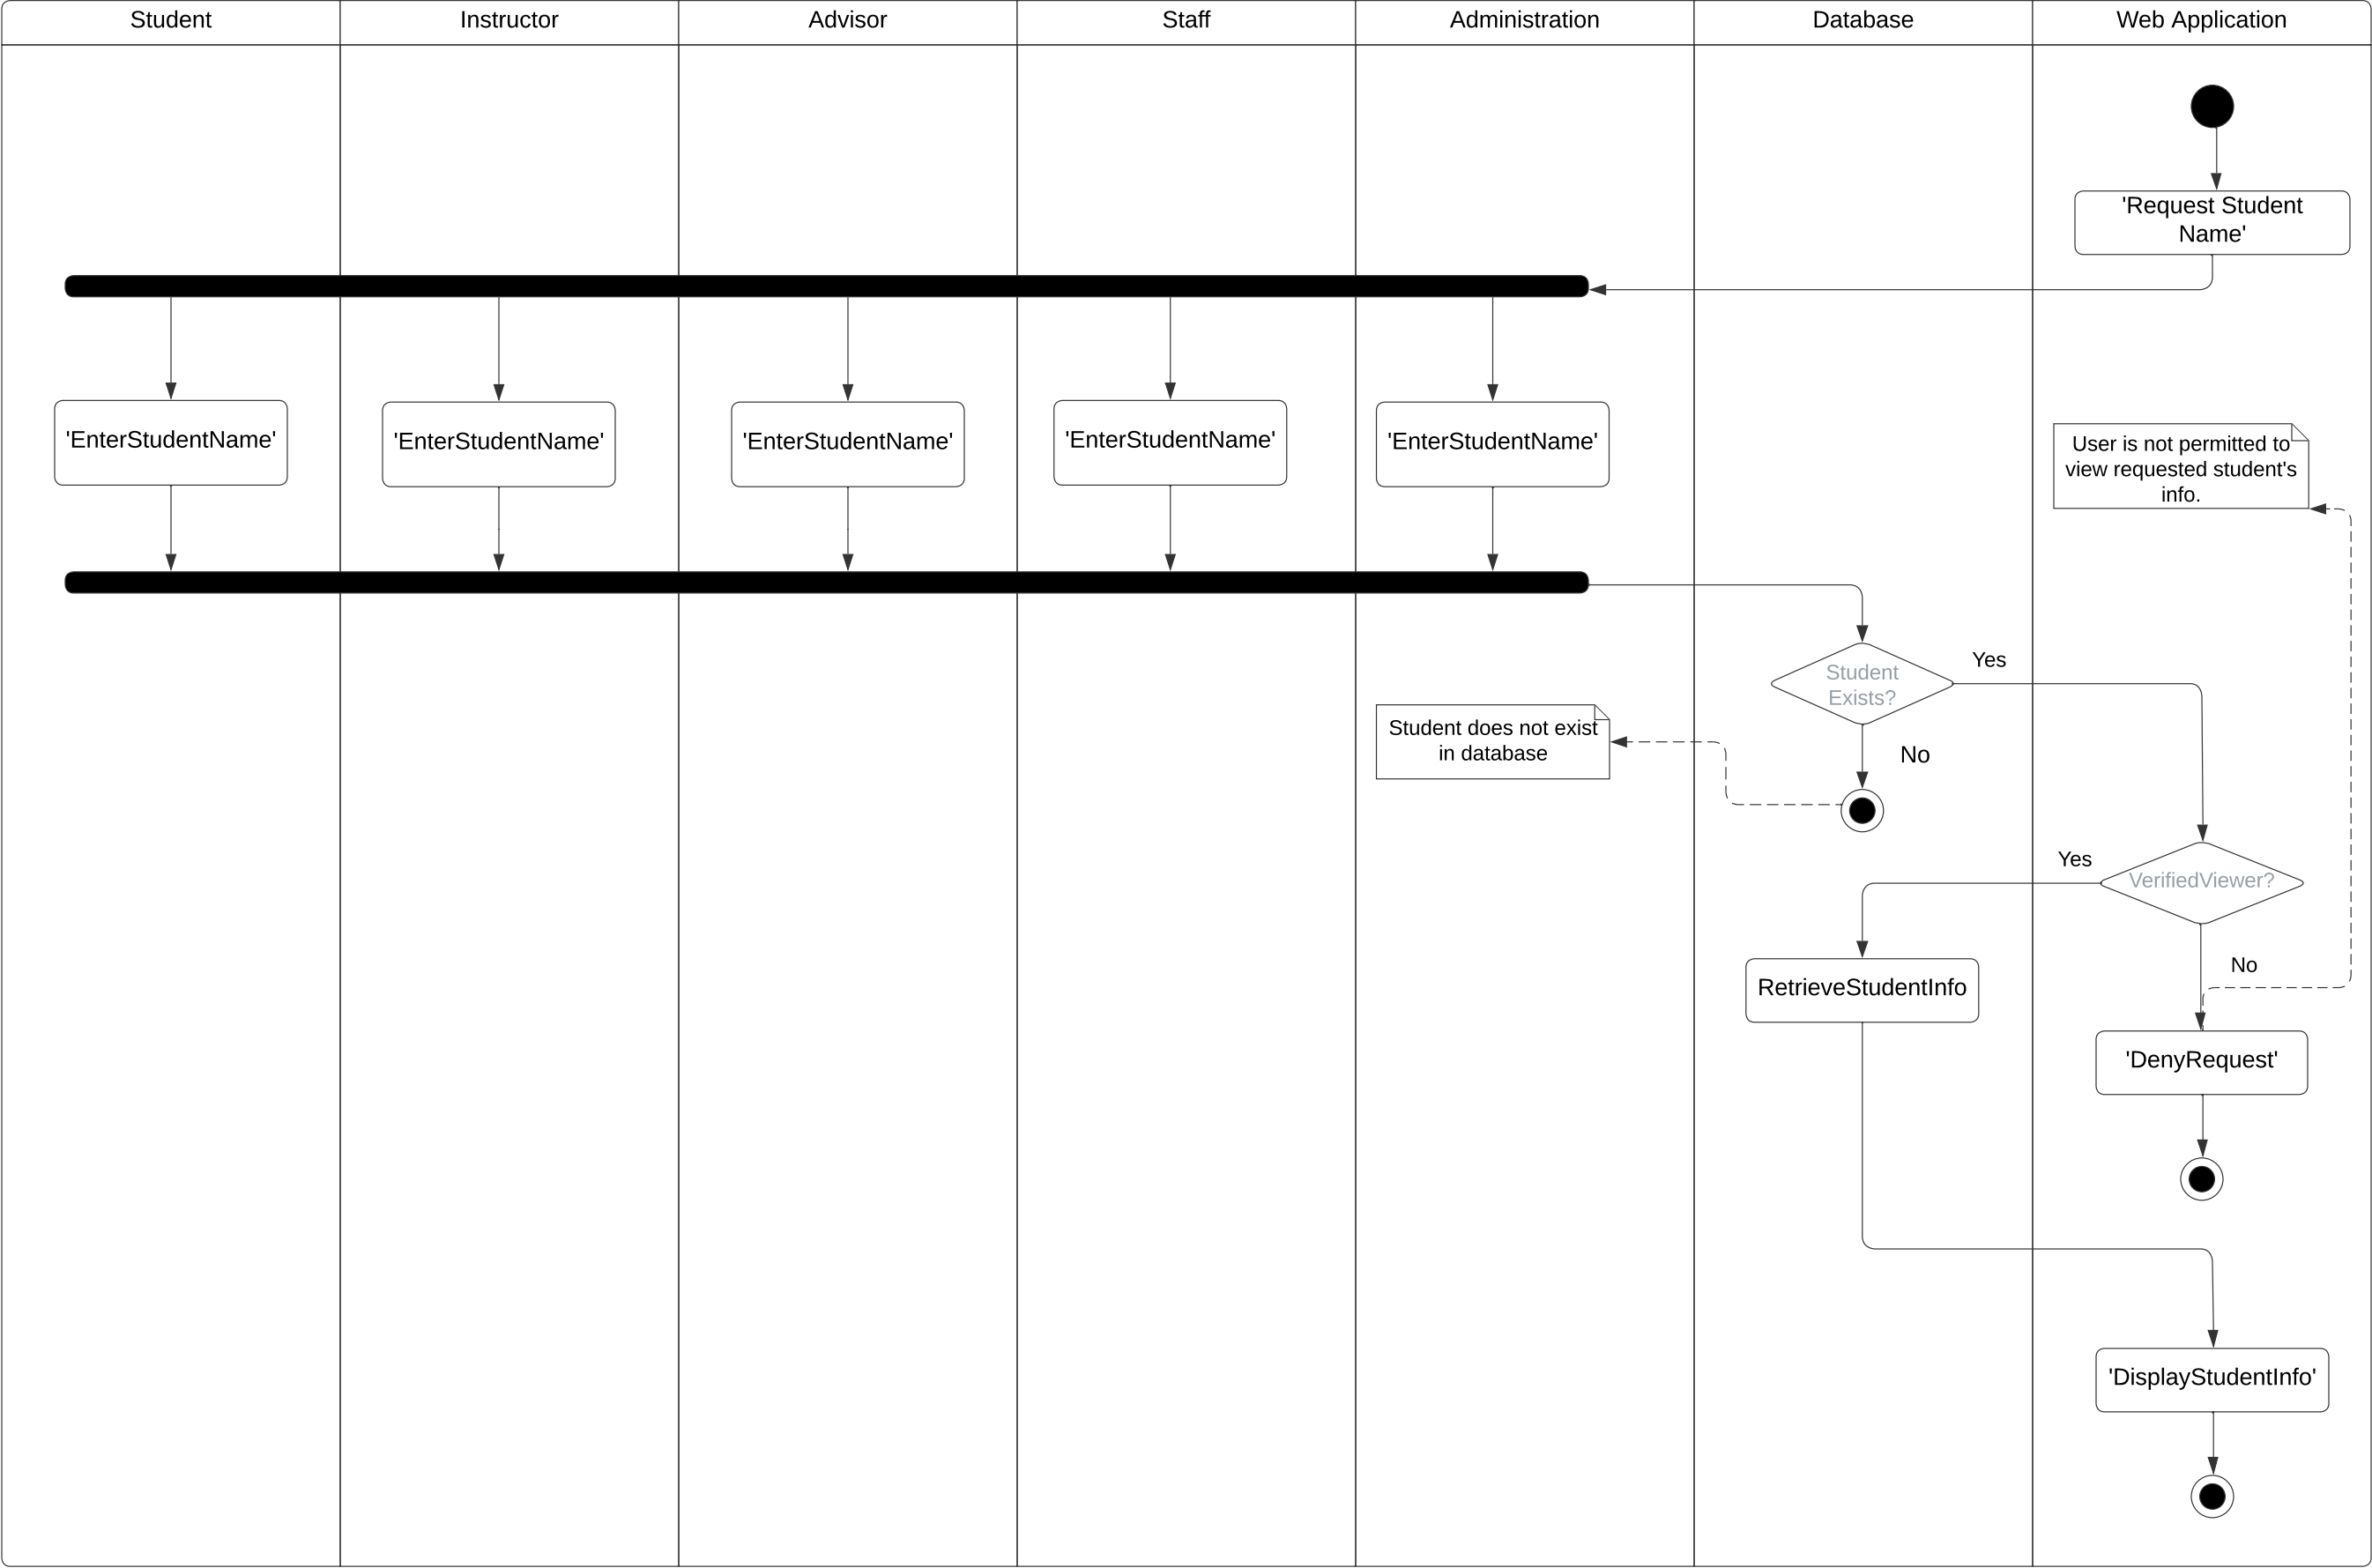 Student
Instructor
Advisor
Staff
Administration
Database
Web Application
'Request Student
Name'
'EnterStudentName'
'EnterStudentName'
'EnterStudentName'
'EnterStudentName'
'EnterStudentName'
User is not permitted to
view requested student's
info.
Student
Exists?
Yes
No
Student does not exist
in database
Yes
VerifiedViewer?
No
RetrieveStudentInfo
'DenyRequest'
'DisplayStudentInfo'